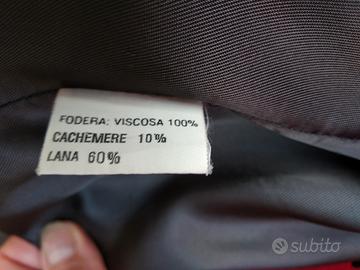 FODERA: VISCOSA 100%
CACHEMERE 10%
LANA 60%
subito